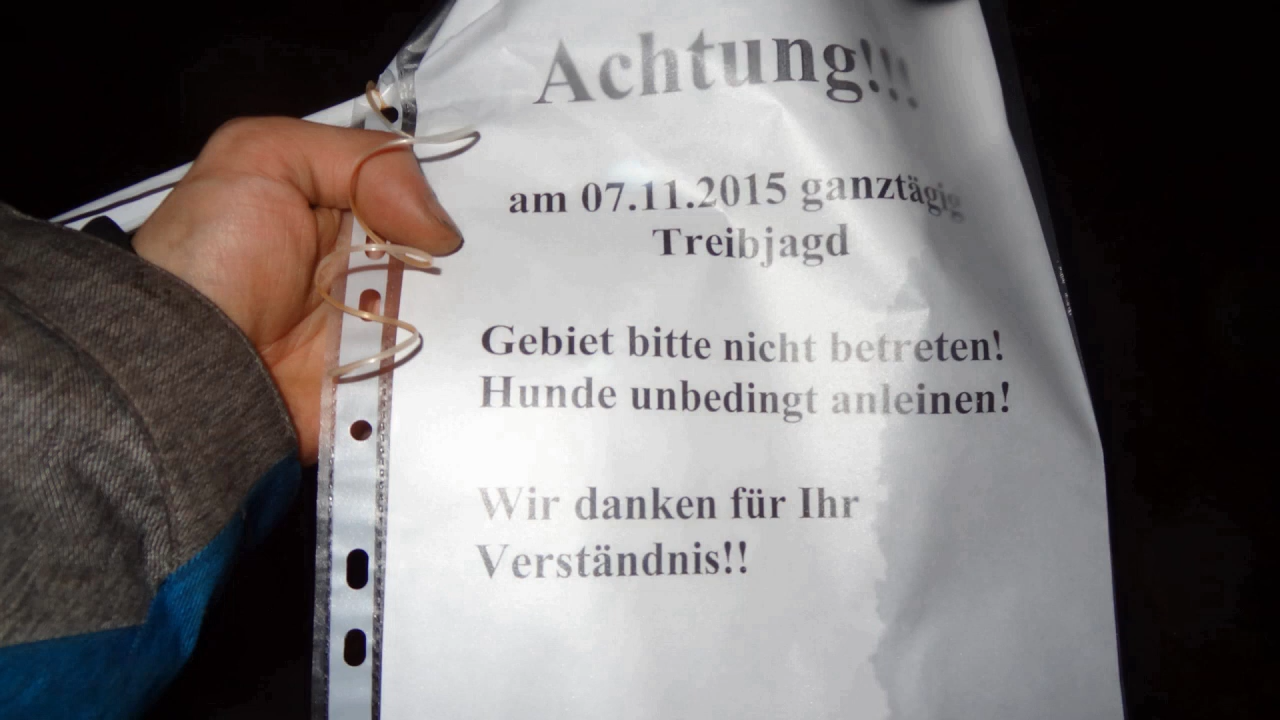 Achtung!!!
am 07.11.2015 ganztägig
Treibjagd
Gebiet bitte nicht betreten!
Hunde unbedingt anleinen!
Wir danken für Ihr
Verständnis!!